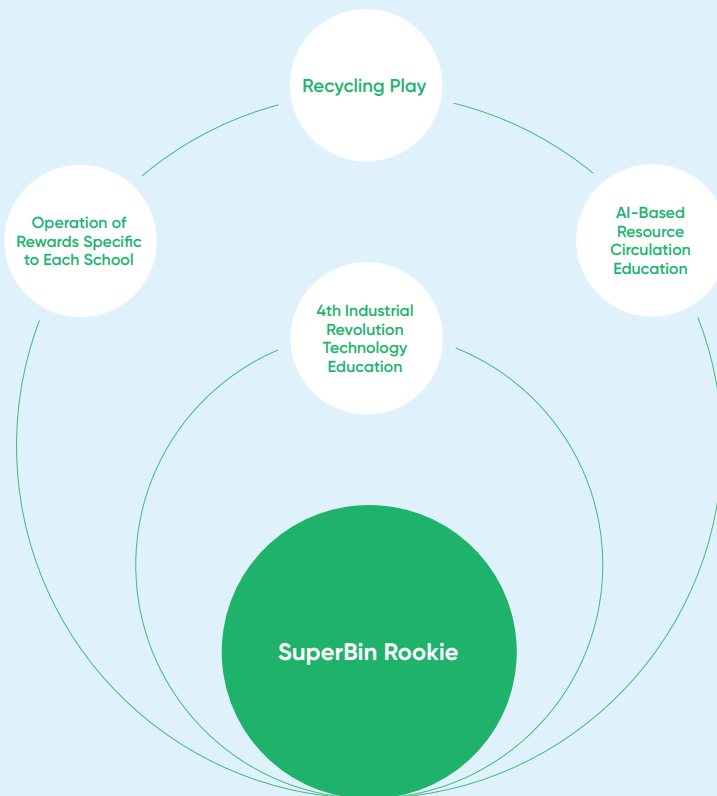 Recycling Play
Operation of
Rewards Specific
to Each School
AI-Based
Resource
Circulation
Education
4th Industrial
Revolution
Technology
Education
SuperBin Rookie